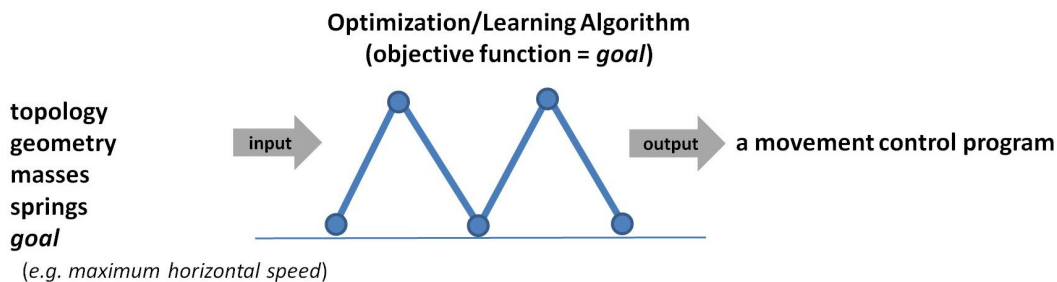 Optimization/Learning Algorithm
(objective function = goal)
topology
geometry
masses
springs
goal
(e.g. maximum horizontal speed)
input
output
a movement control program